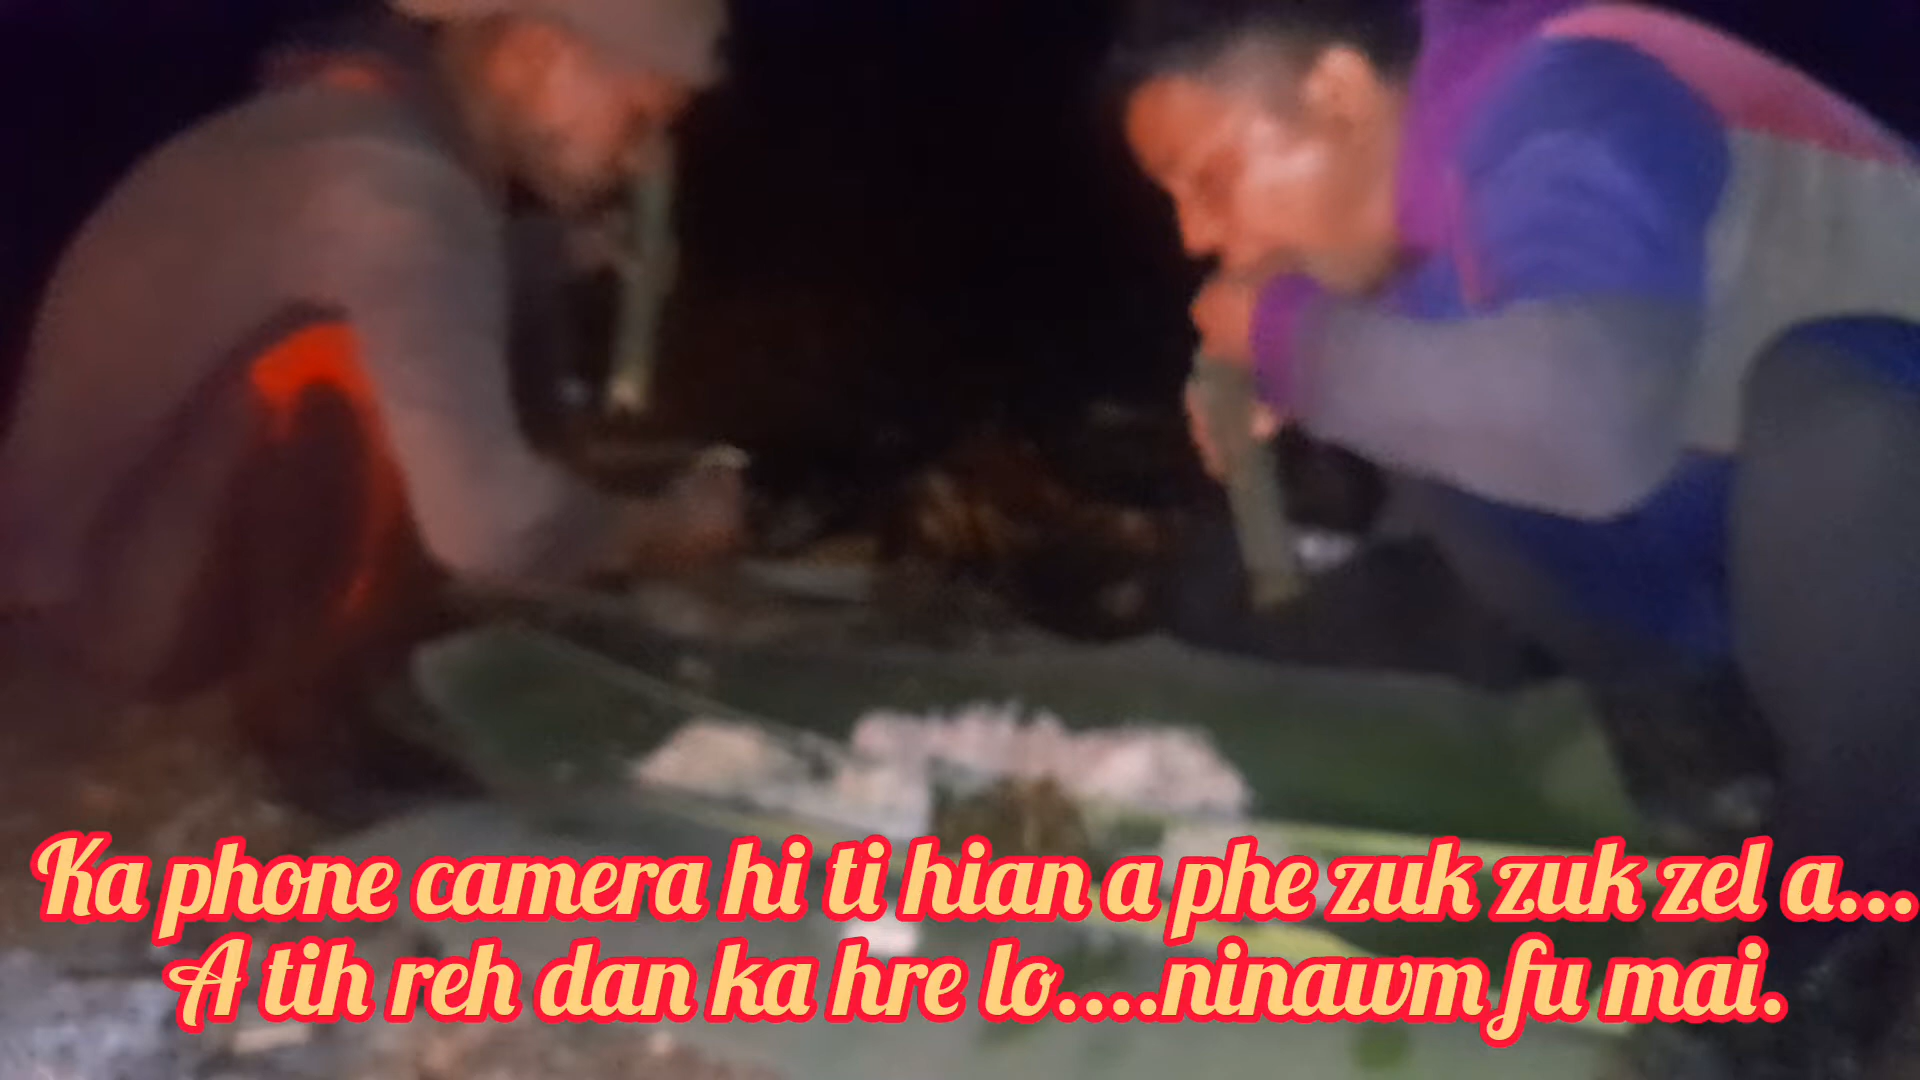 Ka phone camera hi ti hian a phe zuk zuk zel a...
A tih reh dan ka hre lo....ninawm fu mai.